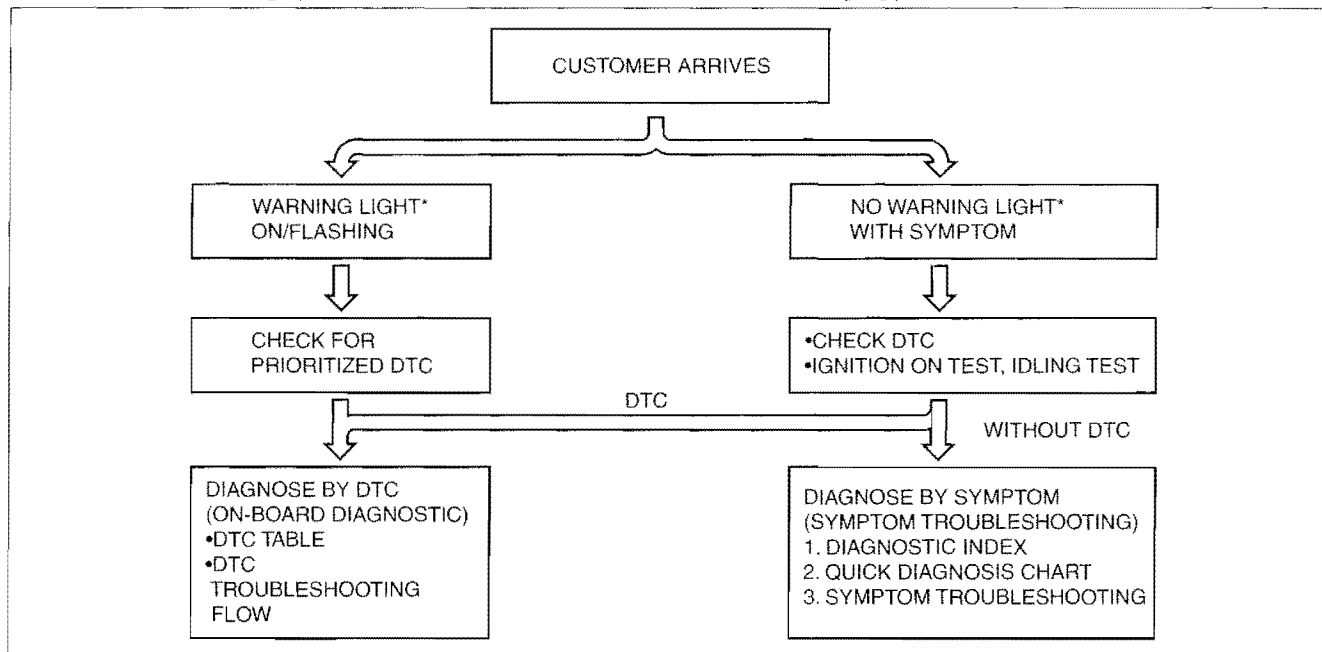 CUSTOMER ARRIVES
WARNING LIGHT*
ON/FLASHING
NO WARNING LIGHT*
WITH SYMPTOM
CHECK FOR
PRIORITIZED DTC
•CHECK DTC
•IGNITION ON TEST, IDLING TEST
DTC
WITHOUT DTC
DIAGNOSE BY DTC
(ON-BOARD DIAGNOSTIC)
•DTC TABLE
•DTC
TROUBLESHOOTING
FLOW
DIAGNOSE BY SYMPTOM
(SYMPTOM TROUBLESHOOTING)
1. DIAGNOSTIC INDEX
2. QUICK DIAGNOSIS CHART
3. SYMPTOM TROUBLESHOOTING